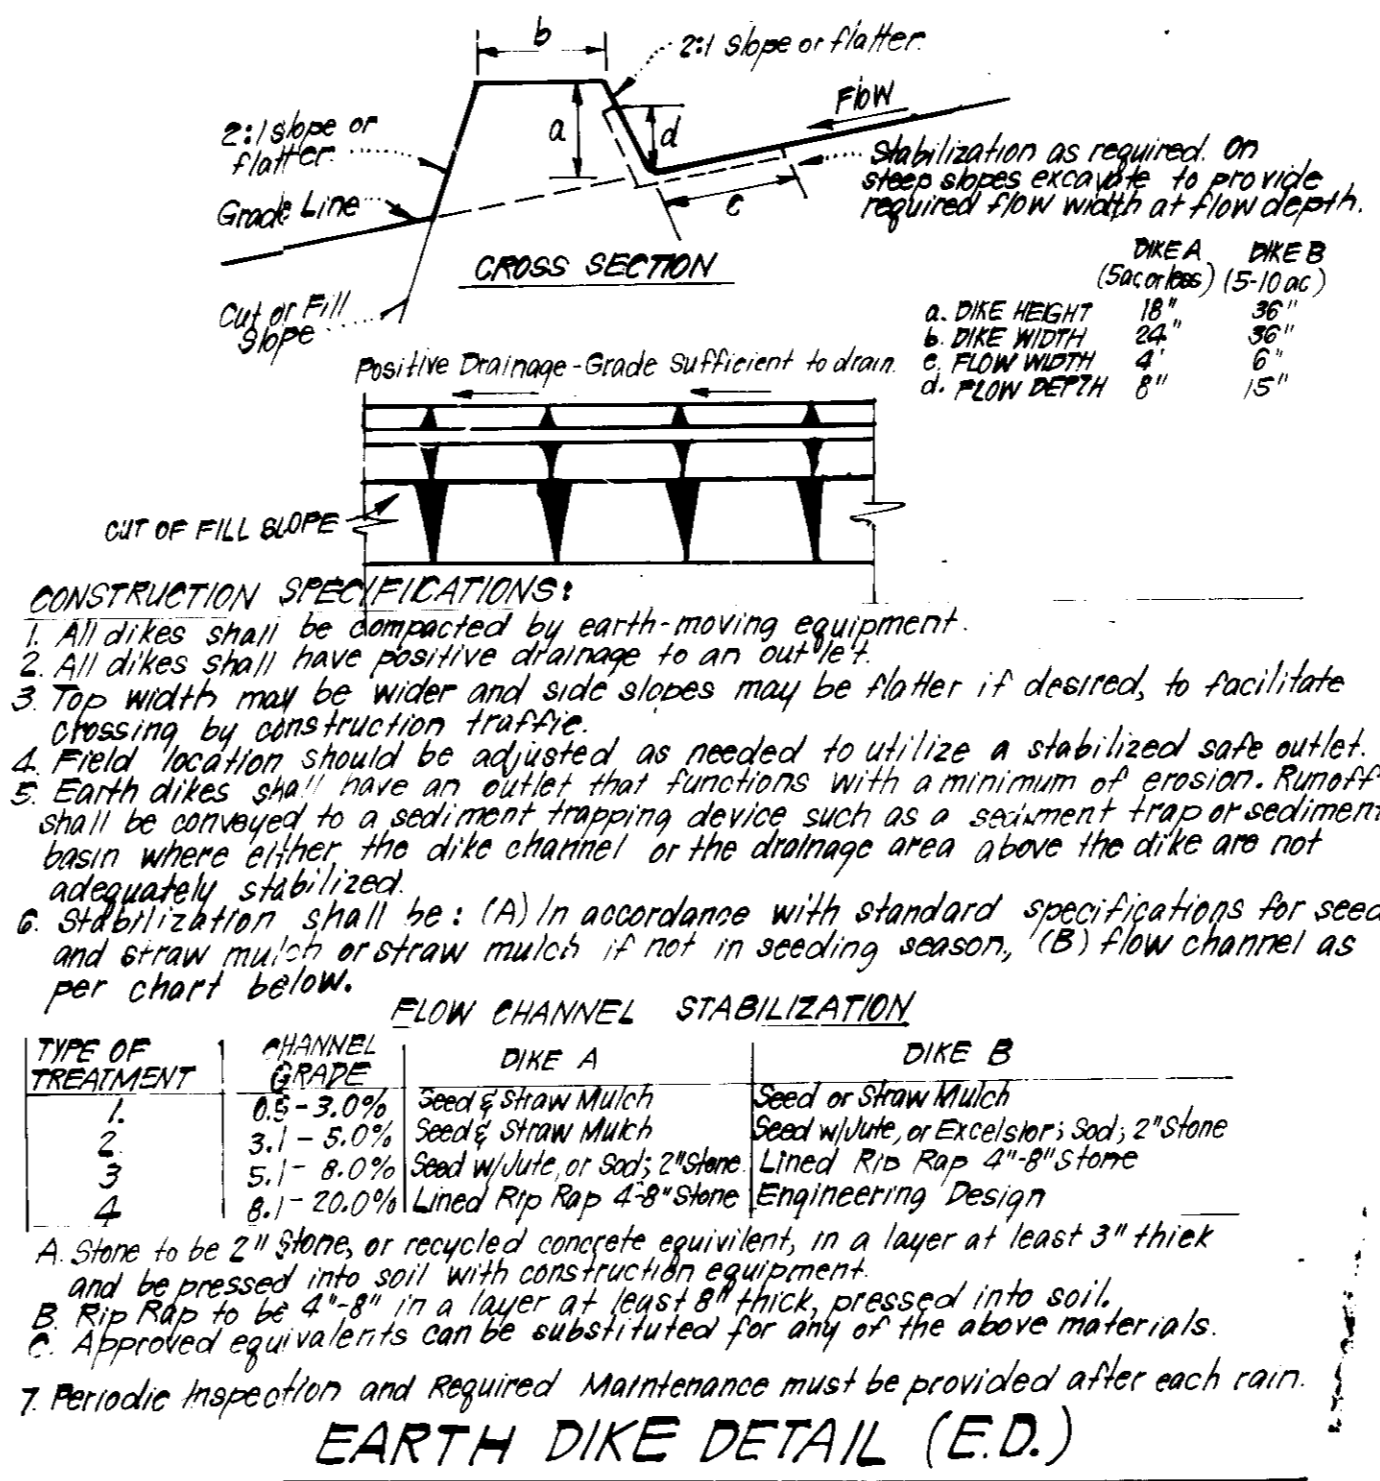 b
2:1 slope or flatter.
Flow
2:1 slope or
flatter.
a
d
Stabilization as required. On
steep slopes excavate to provide
required flow width at flow depth.
Grade Line
c
CROSS SECTION
Cut or Fill
Slope
DIKE A DIKE B
(5ac or less) (5-10 ac)
a. DIKE HEIGHT 18" 36"
b. DIKE WIDTH 24" 36"
c. FLOW WIDTH 4' 6"
d. FLOW DEPTH 8" 15"
Positive Drainage-Grade Sufficient to drain.
CUT OF FILL SLOPE
CONSTRUCTION SPECIFICATIONS:
1. All dikes shall be compacted by earth-moving equipment.
2. All dikes shall have positive drainage to an outlet.
3. Top width may be wider and side slopes may be flatter if desired, to facilitate
crossing by construction traffic.
4. Field location should be adjusted as needed to utilize a stabilized safe outlet.
5. Earth dikes shall have an outlet that functions with a minimum of erosion. Runoff
shall be conveyed to a sediment trapping device such as a sediment trap or sediment
basin where either the dike channel or the drainage area above the dike are not
adequately stabilized.
6. Stabilization shall be: (A) In accordance with standard specifications for seed
and straw mulch or straw mulch if not in seeding season, (B) flow channel as
per chart below.
FLOW CHANNEL STABILIZATION
TYPE OF TREATMENT CHANNEL GRADE DIKE A DIKE B
1. 0.5-3.0% Seed & Straw Mulch Seed or Straw Mulch
2. 3.1-5.0% Seed & Straw Mulch Seed w/Jute, or Excelsior; Sod; 2" Stone
3 5.1-8.0% Seed w/Jute, or Sod; 2" Stone Lined Rip Rap 4"-8" Stone
4 8.1-20.0% Lined Rip Rap 4-8" Stone Engineering Design
A. Stone to be 2" Stone, or recycled concrete equivilent, in a layer at least 3" thick
and be pressed into soil with construction equipment.
B. Rip Rap to be 4"-8" in a layer at least 8" thick, pressed into soil.
C. Approved equivalents can be substituted for any of the above materials.
7. Periodic Inspection and Required Maintenance must be provided after each rain.
EARTH DIKE DETAIL (E.D.)